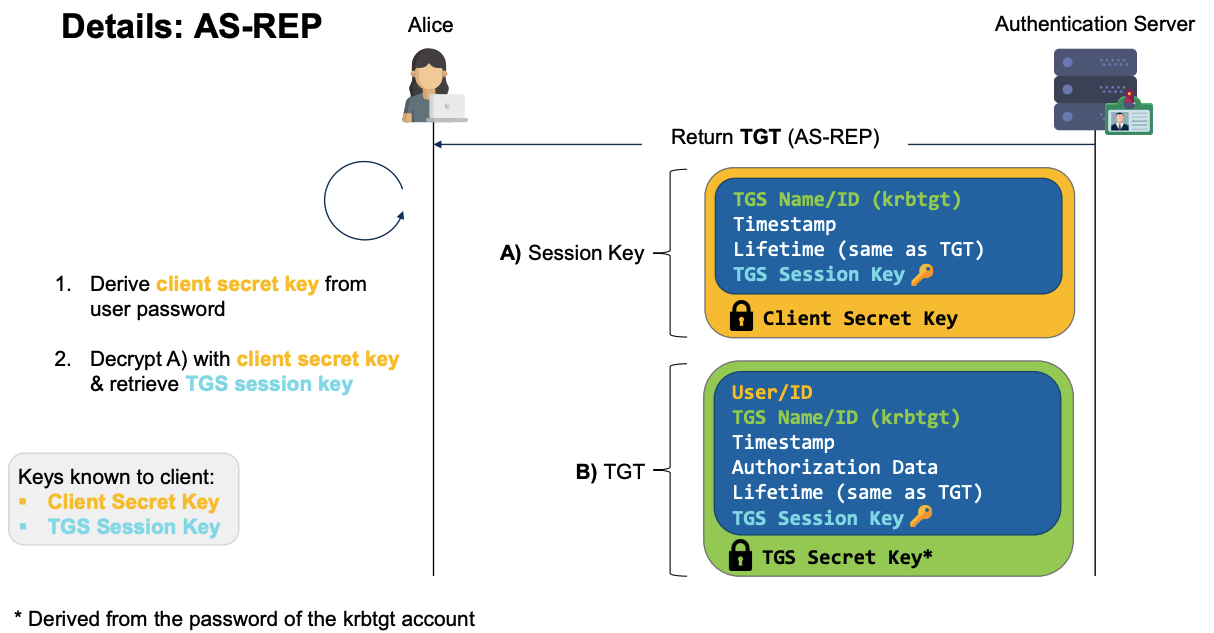 Details: AS-REP
Alice
Authentication Server
Return TGT (AS-REP)
A) Session Key
TGS Name/ID (krbtgt)
Timestamp
Lifetime (same as TGT)
TGS Session Key
Client Secret Key
1. Derive client secret key from
user password
2. Decrypt A) with client secret key
& retrieve TGS session key
B) TGT
User/ID
TGS Name/ID (krbtgt)
Timestamp
Authorization Data
Lifetime (same as TGT)
TGS Session Key
TGS Secret Key*
Keys known to client:
▪ Client Secret Key
▪ TGS Session Key
* Derived from the password of the krbtgt account